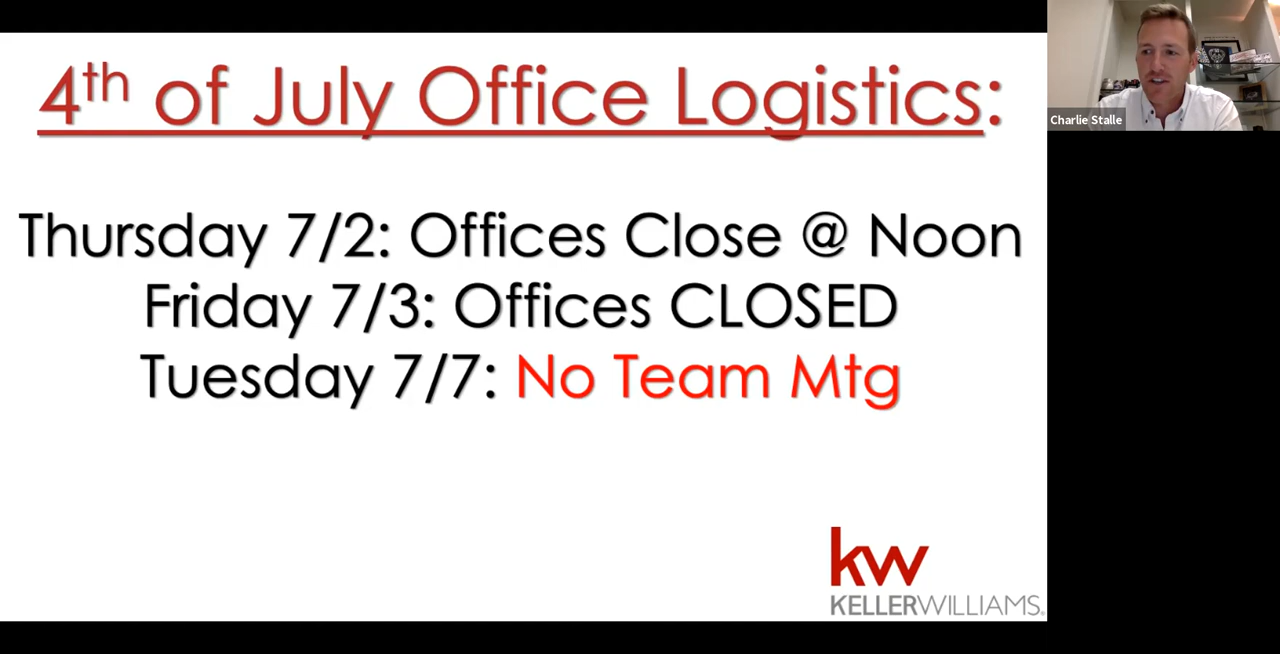 4th of July Office Logistics:
Thursday 7/2: Offices Close @ Noon
Friday 7/3: Offices CLOSED
Tuesday 7/7: No Team Mtg
kw
KELLERWILLIAMS.
Charlie Stalle